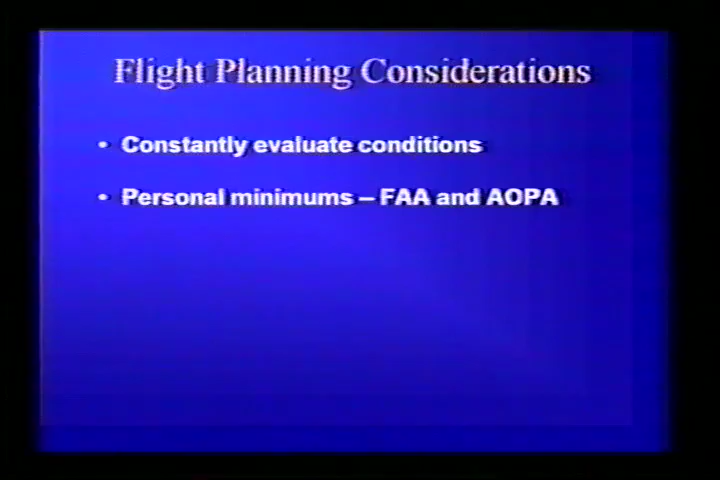 Flight Planning Considerations
• Constantly evaluate conditions
• Personal minimums – FAA and AOPA